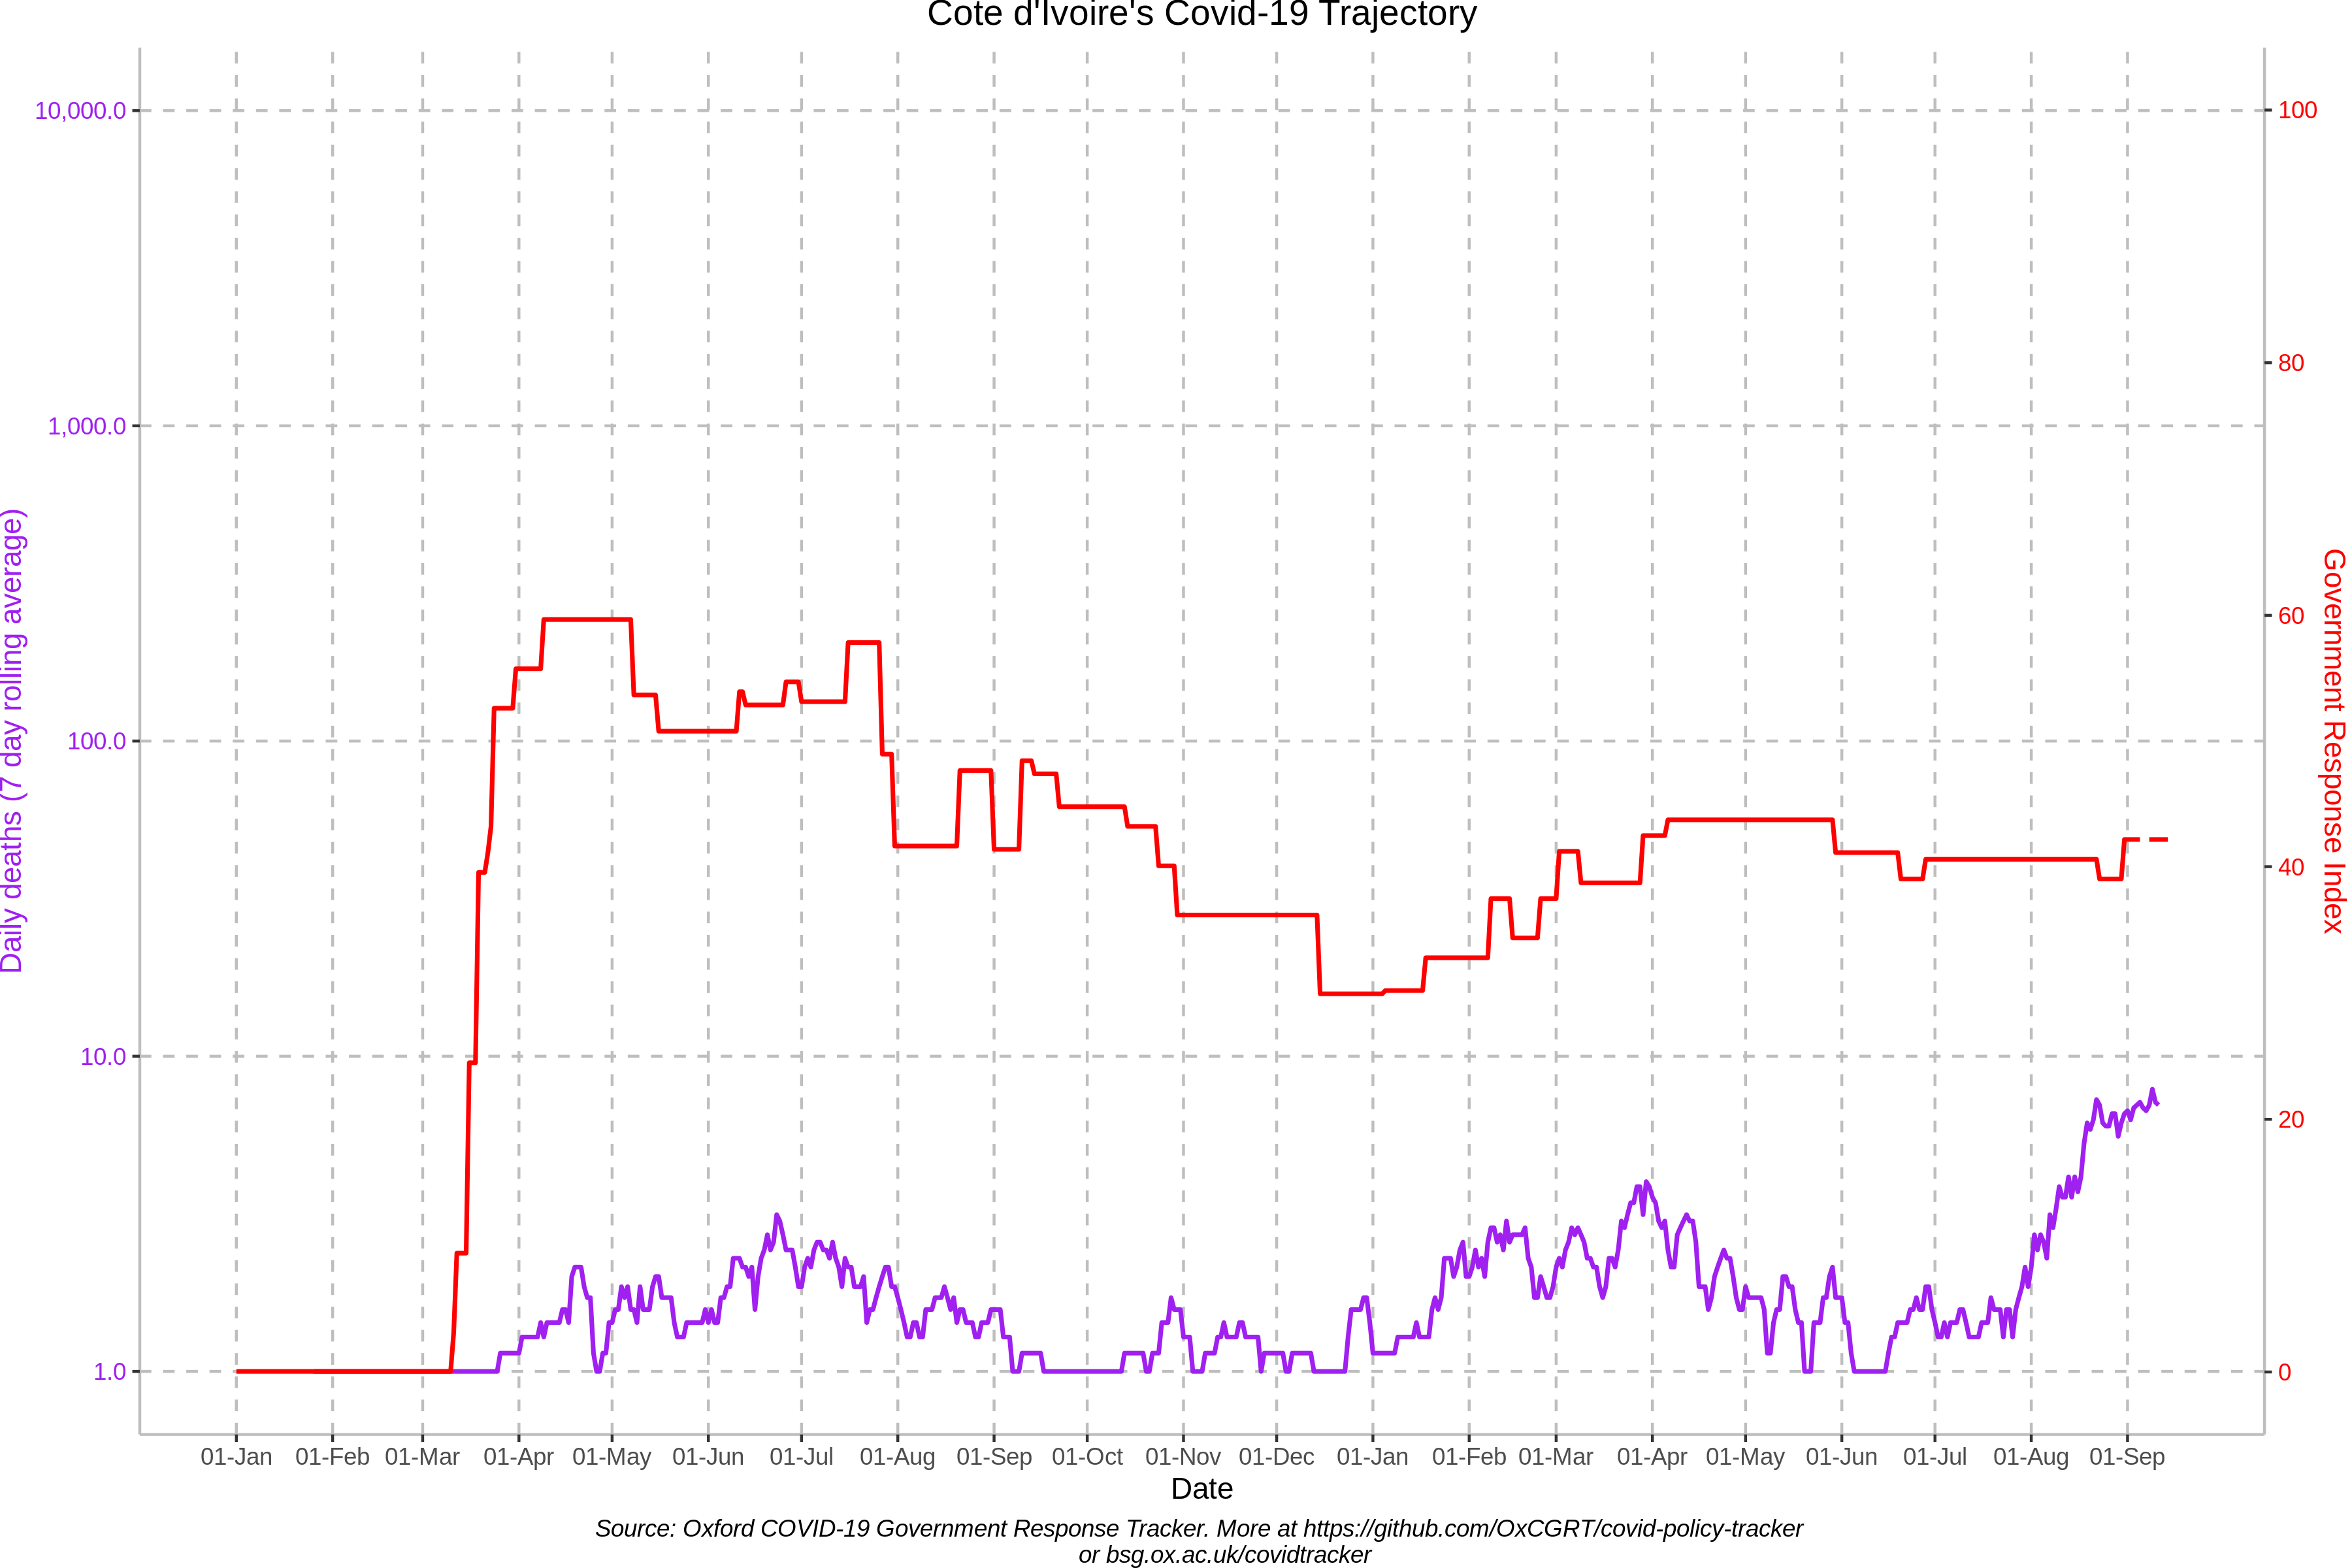 Cote d'Ivoire's Covid-19 Trajectory
10,000.0
1,000.0
100.0
10.0
1.0
Daily deaths (7 day rolling average)
100
80
60
40
20
0
Government Response Index
01-Jan 01-Feb 01-Mar 01-Apr 01-May 01-Jun 01-Jul 01-Aug 01-Sep 01-Oct 01-Nov 01-Dec 01-Jan 01-Feb 01-Mar 01-Apr 01-May 01-Jun 01-Jul 01-Aug 01-Sep
Date
Source: Oxford COVID-19 Government Response Tracker. More at https://github.com/OxCGRT/covid-policy-tracker
or bsg.ox.ac.uk/covidtracker